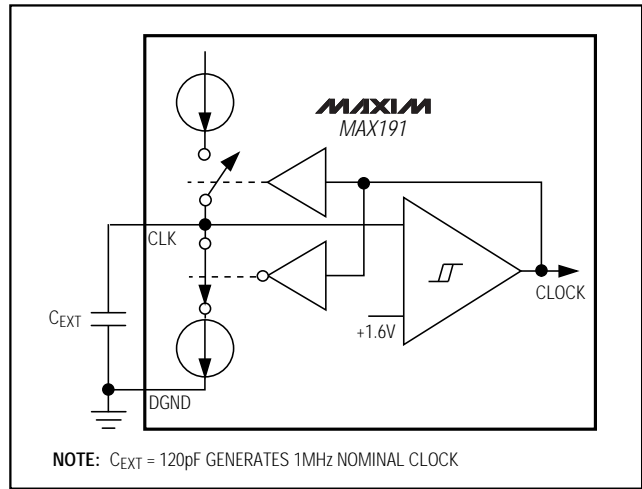 MAXIM
MAX191
CLK
+1.6V
CLOCK
CEXT
DGND
NOTE: CEXT = 120pF GENERATES 1MHz NOMINAL CLOCK